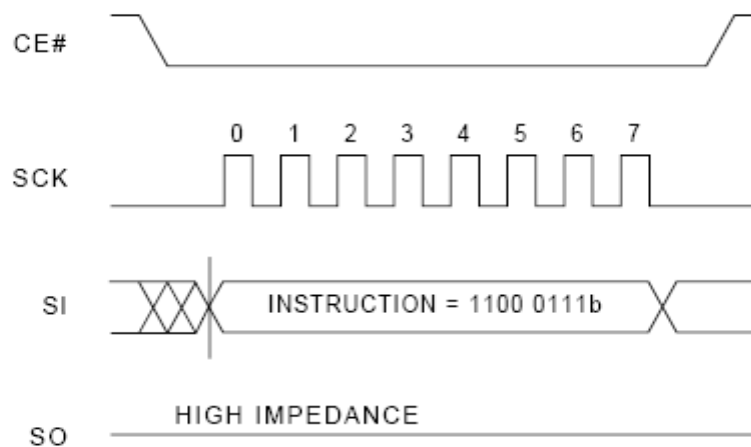 CE#
0 1 2 3 4 5 6 7
SCK
SI INSTRUCTION = 1100 0111b
HIGH IMPEDANCE
SO